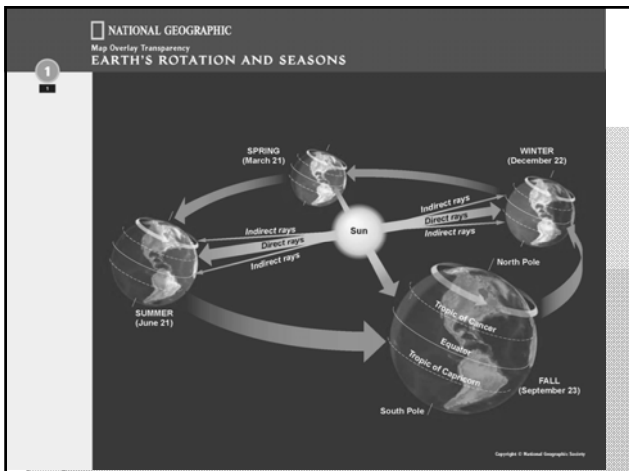 NATIONAL GEOGRAPHIC
Map Overlay Transparency
EARTH'S ROTATION AND SEASONS
1
1
SPRING
(March 21)
WINTER
(December 22)
Indirect rays
Direct rays
Indirect rays
Sun
Indirect rays
Direct rays
Indirect rays
North Pole
SUMMER
(June 21)
Tropic of Cancer
Equator
Tropic of Capricorn
FALL
(September 23)
South Pole
Copyright © National Geographic Society